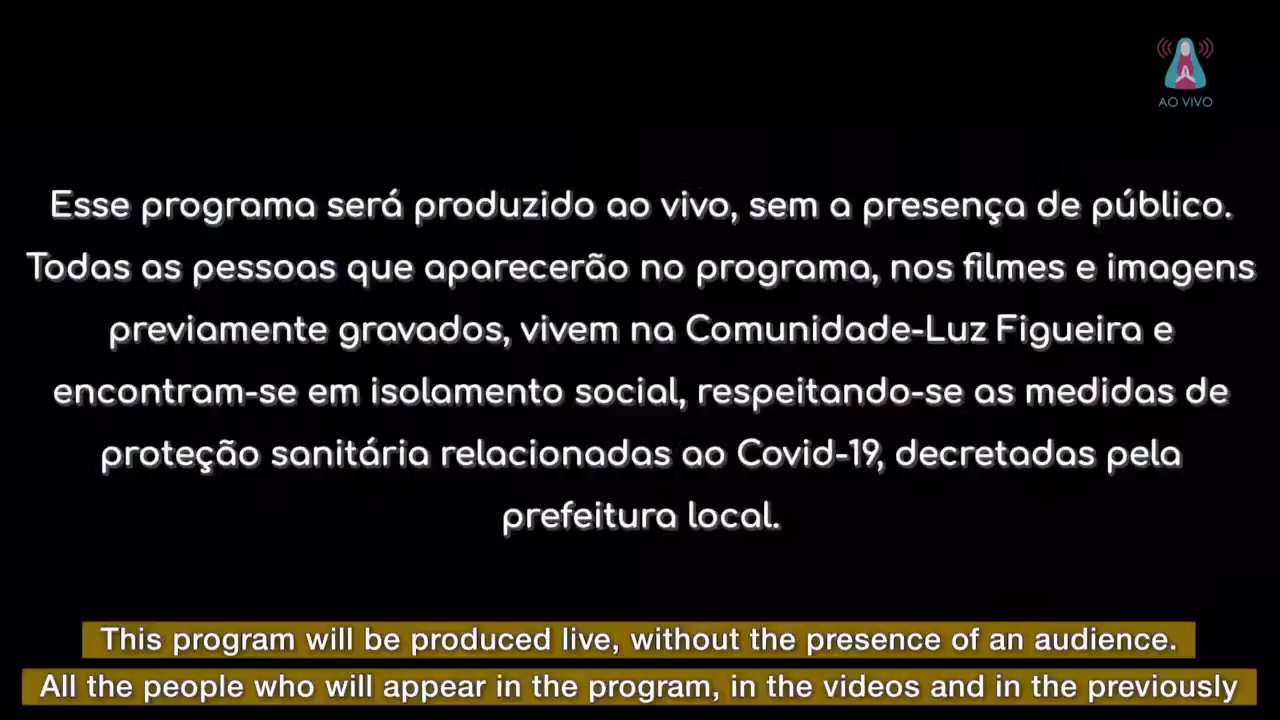 AO VIVO
Esse programa será produzido ao vivo, sem a presença de público.
Todas as pessoas que aparecerão no programa, nos filmes e imagens
previamente gravados, vivem na Comunidade-Luz Figueira e
encontram-se em isolamento social, respeitando-se as medidas de
proteção sanitária relacionadas ao Covid-19, decretadas pela
prefeitura local.
This program will be produced live, without the presence of an audience.
All the people who will appear in the program, in the videos and in the previously